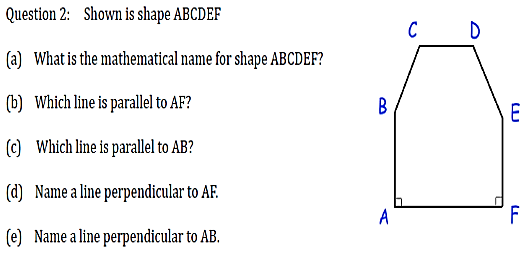 Question 2: Shown is shape ABCDEF
(a) What is the mathematical name for shape ABCDEF?
(b) Which line is parallel to AF?
(c) Which line is parallel to AB?
(d) Name a line perpendicular to AF.
(e) Name a line perpendicular to AB.
C D
B E
A F